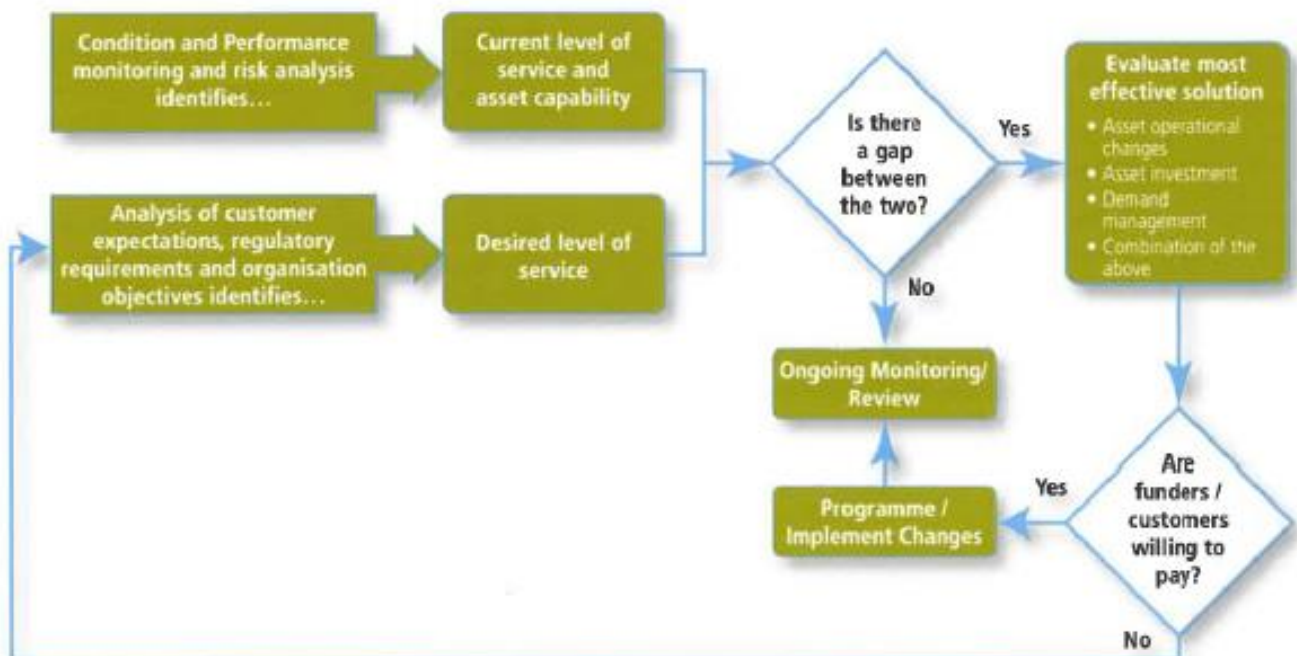 Condition and Performance
monitoring and risk analysis
identifies...
Current level of
service and
asset capability
Is there
a gap
between
the two?
Yes
Evaluate most
effective solution
• Asset operational
changes
• Asset investment
• Demand
management
• Combination of the
above
Analysis of customer
expectations, regulatory
requirements and organisation
objectives identifies...
Desired level of
service
No
Ongoing Monitoring/
Review
Programme /
Implement Changes
Yes
Are
funders /
customers
willing to
pay?
No